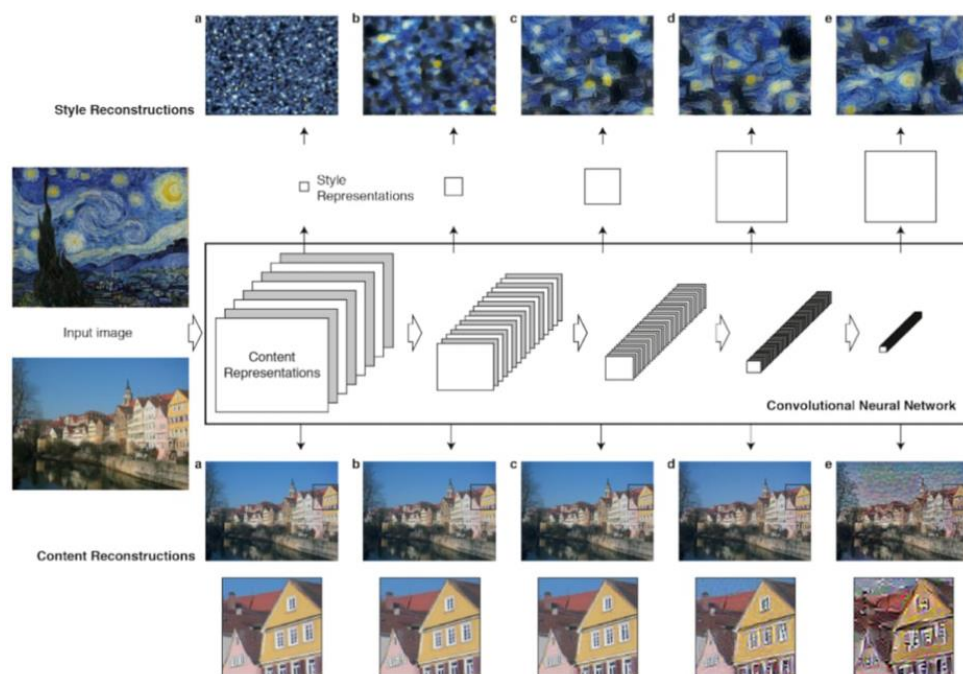 a b c d e
Style Reconstructions
Style
Representations
Input image
Content
Representations
Convolutional Neural Network
a b c d e
Content Reconstructions